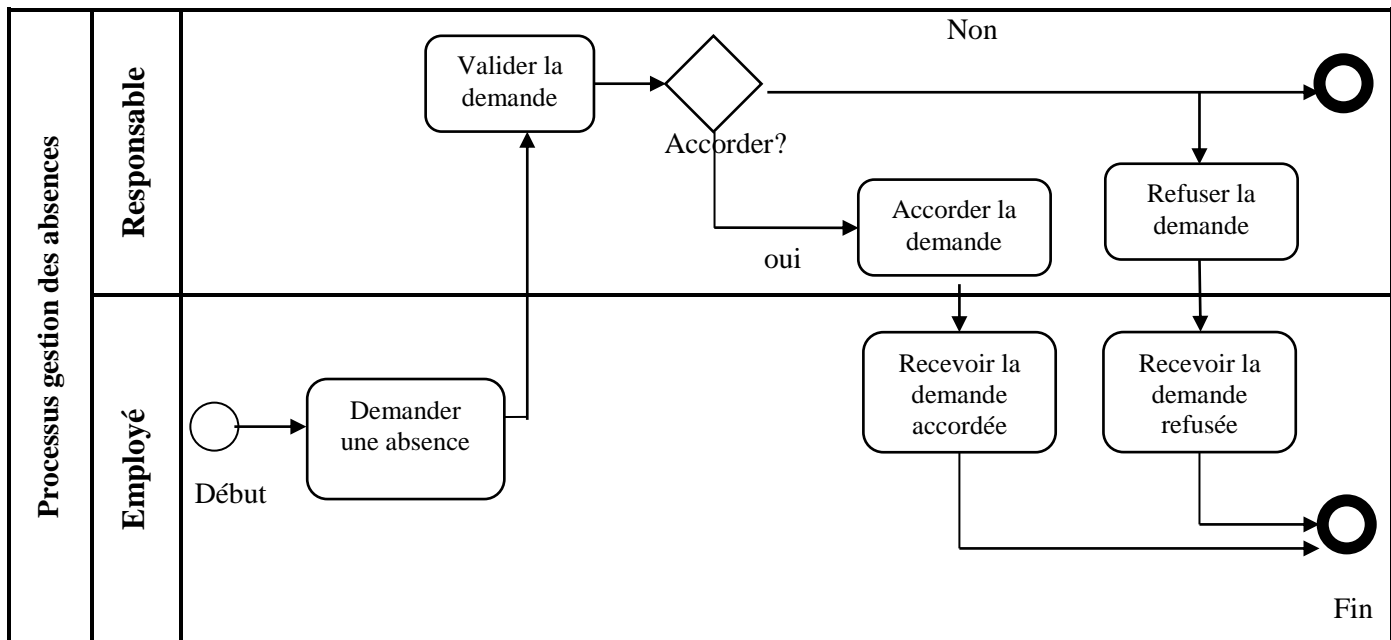 Processus gestion des absences
Responsable
Valider la
demande
Accorder?
Non
oui
Accorder la
demande
Refuser la
demande
Employé
Début
Demander
une absence
Recevoir la
demande
accordée
Recevoir la
demande
refusée
Fin